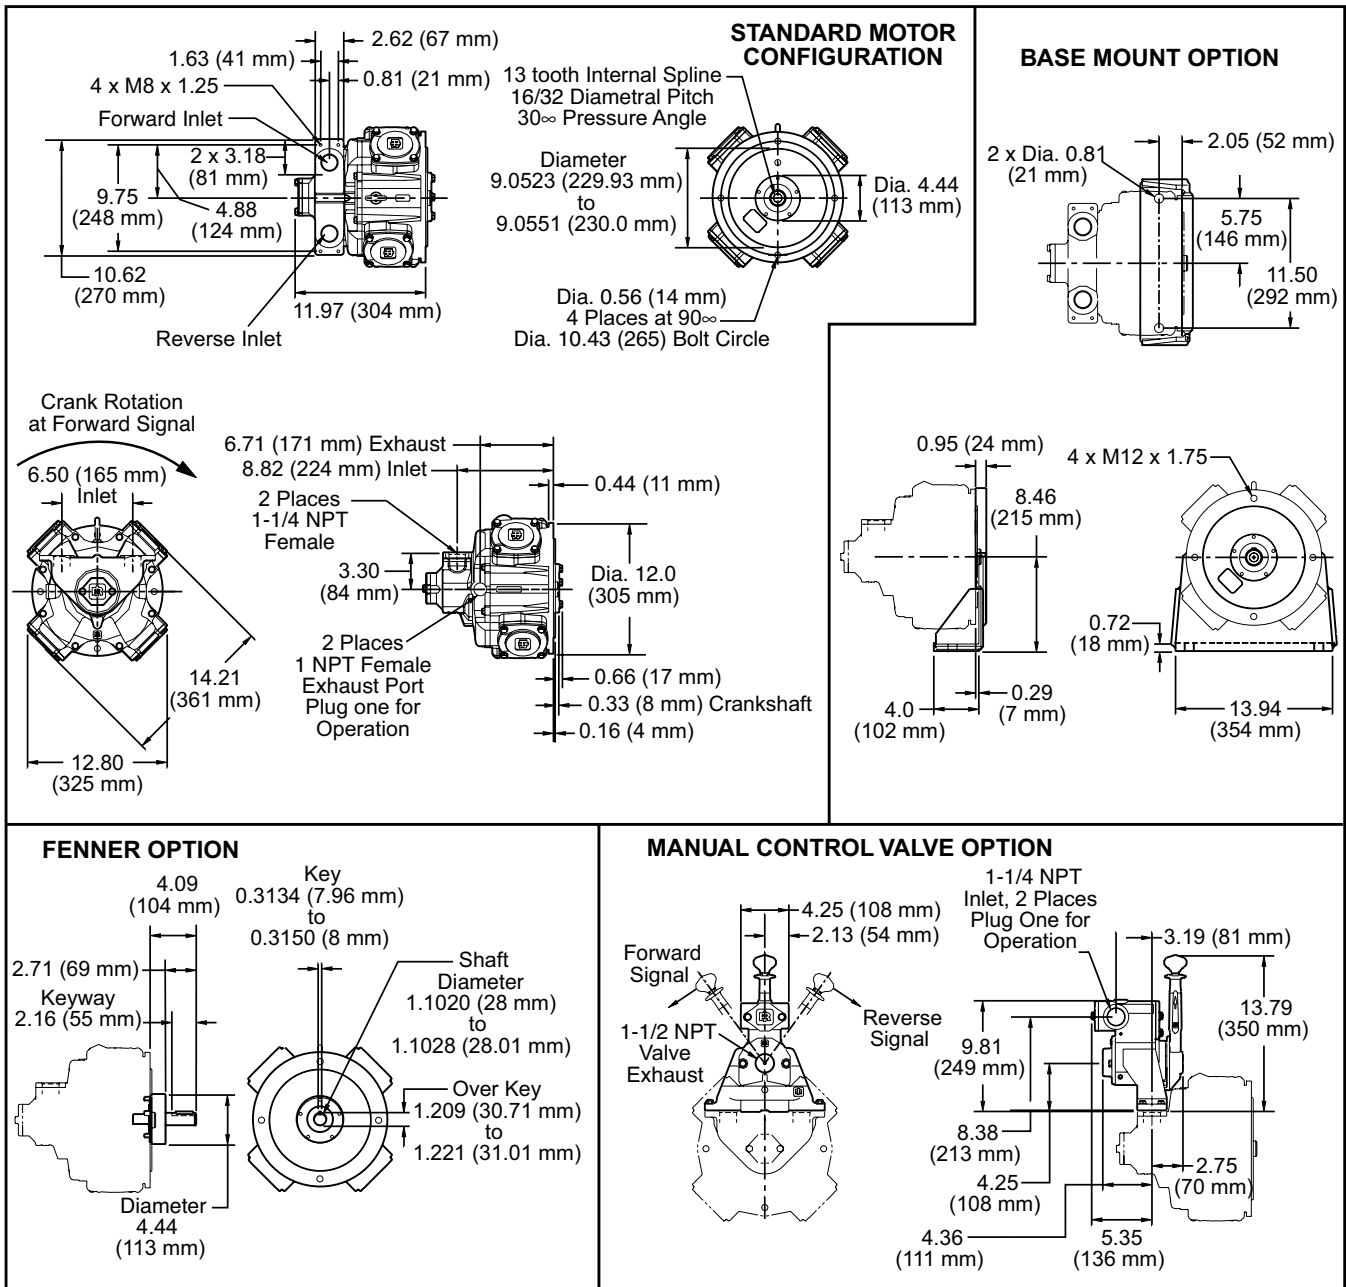 STANDARD MOTOR
CONFIGURATION
2.62 (67 mm)
1.63 (41 mm)
0.81 (21 mm)
4 x M8 x 1.25
Forward Inlet
2 x 3.18
(81 mm)
9.75
(248 mm)
4.88
(124 mm)
10.62
(270 mm)
11.97 (304 mm)
Reverse Inlet
13 tooth Internal Spline
16/32 Diametral Pitch
30∞ Pressure Angle
Diameter
9.0523 (229.93 mm)
to
9.0551 (230.0 mm)
Dia. 4.44
(113 mm)
Dia. 0.56 (14 mm)
4 Places at 90∞
Dia. 10.43 (265) Bolt Circle
Crank Rotation
at Forward Signal
6.50 (165 mm)
Inlet
14.21
(361 mm)
12.80
(325 mm)
6.71 (171 mm) Exhaust
8.82 (224 mm) Inlet
2 Places
1-1/4 NPT
Female
0.44 (11 mm)
3.30
(84 mm)
Dia. 12.0
(305 mm)
2 Places
1 NPT Female
Exhaust Port
Plug one for
Operation
0.66 (17 mm)
0.33 (8 mm) Crankshaft
0.16 (4 mm)
BASE MOUNT OPTION
2.05 (52 mm)
2 x Dia. 0.81
(21 mm)
5.75
(146 mm)
11.50
(292 mm)
0.95 (24 mm)
4 x M12 x 1.75
8.46
(215 mm)
0.72
(18 mm)
0.29
(7 mm)
4.0
(102 mm)
13.94
(354 mm)
FENNER OPTION
4.09
(104 mm)
Key
0.3134 (7.96 mm)
to
0.3150 (8 mm)
2.71 (69 mm)
Keyway
2.16 (55 mm)
Shaft
Diameter
1.1020 (28 mm)
to
1.1028 (28.01 mm)
Over Key
1.209 (30.71 mm)
to
1.221 (31.01 mm)
Diameter
4.44
(113 mm)
MANUAL CONTROL VALVE OPTION
4.25 (108 mm)
2.13 (54 mm)
Forward
Signal
Reverse
Signal
1-1/2 NPT
Valve
Exhaust
1-1/4 NPT
Inlet, 2 Places
Plug One for
Operation
3.19 (81 mm)
13.79
(350 mm)
9.81
(249 mm)
8.38
(213 mm)
4.25
(108 mm)
2.75
(70 mm)
4.36
(111 mm)
5.35
(136 mm)